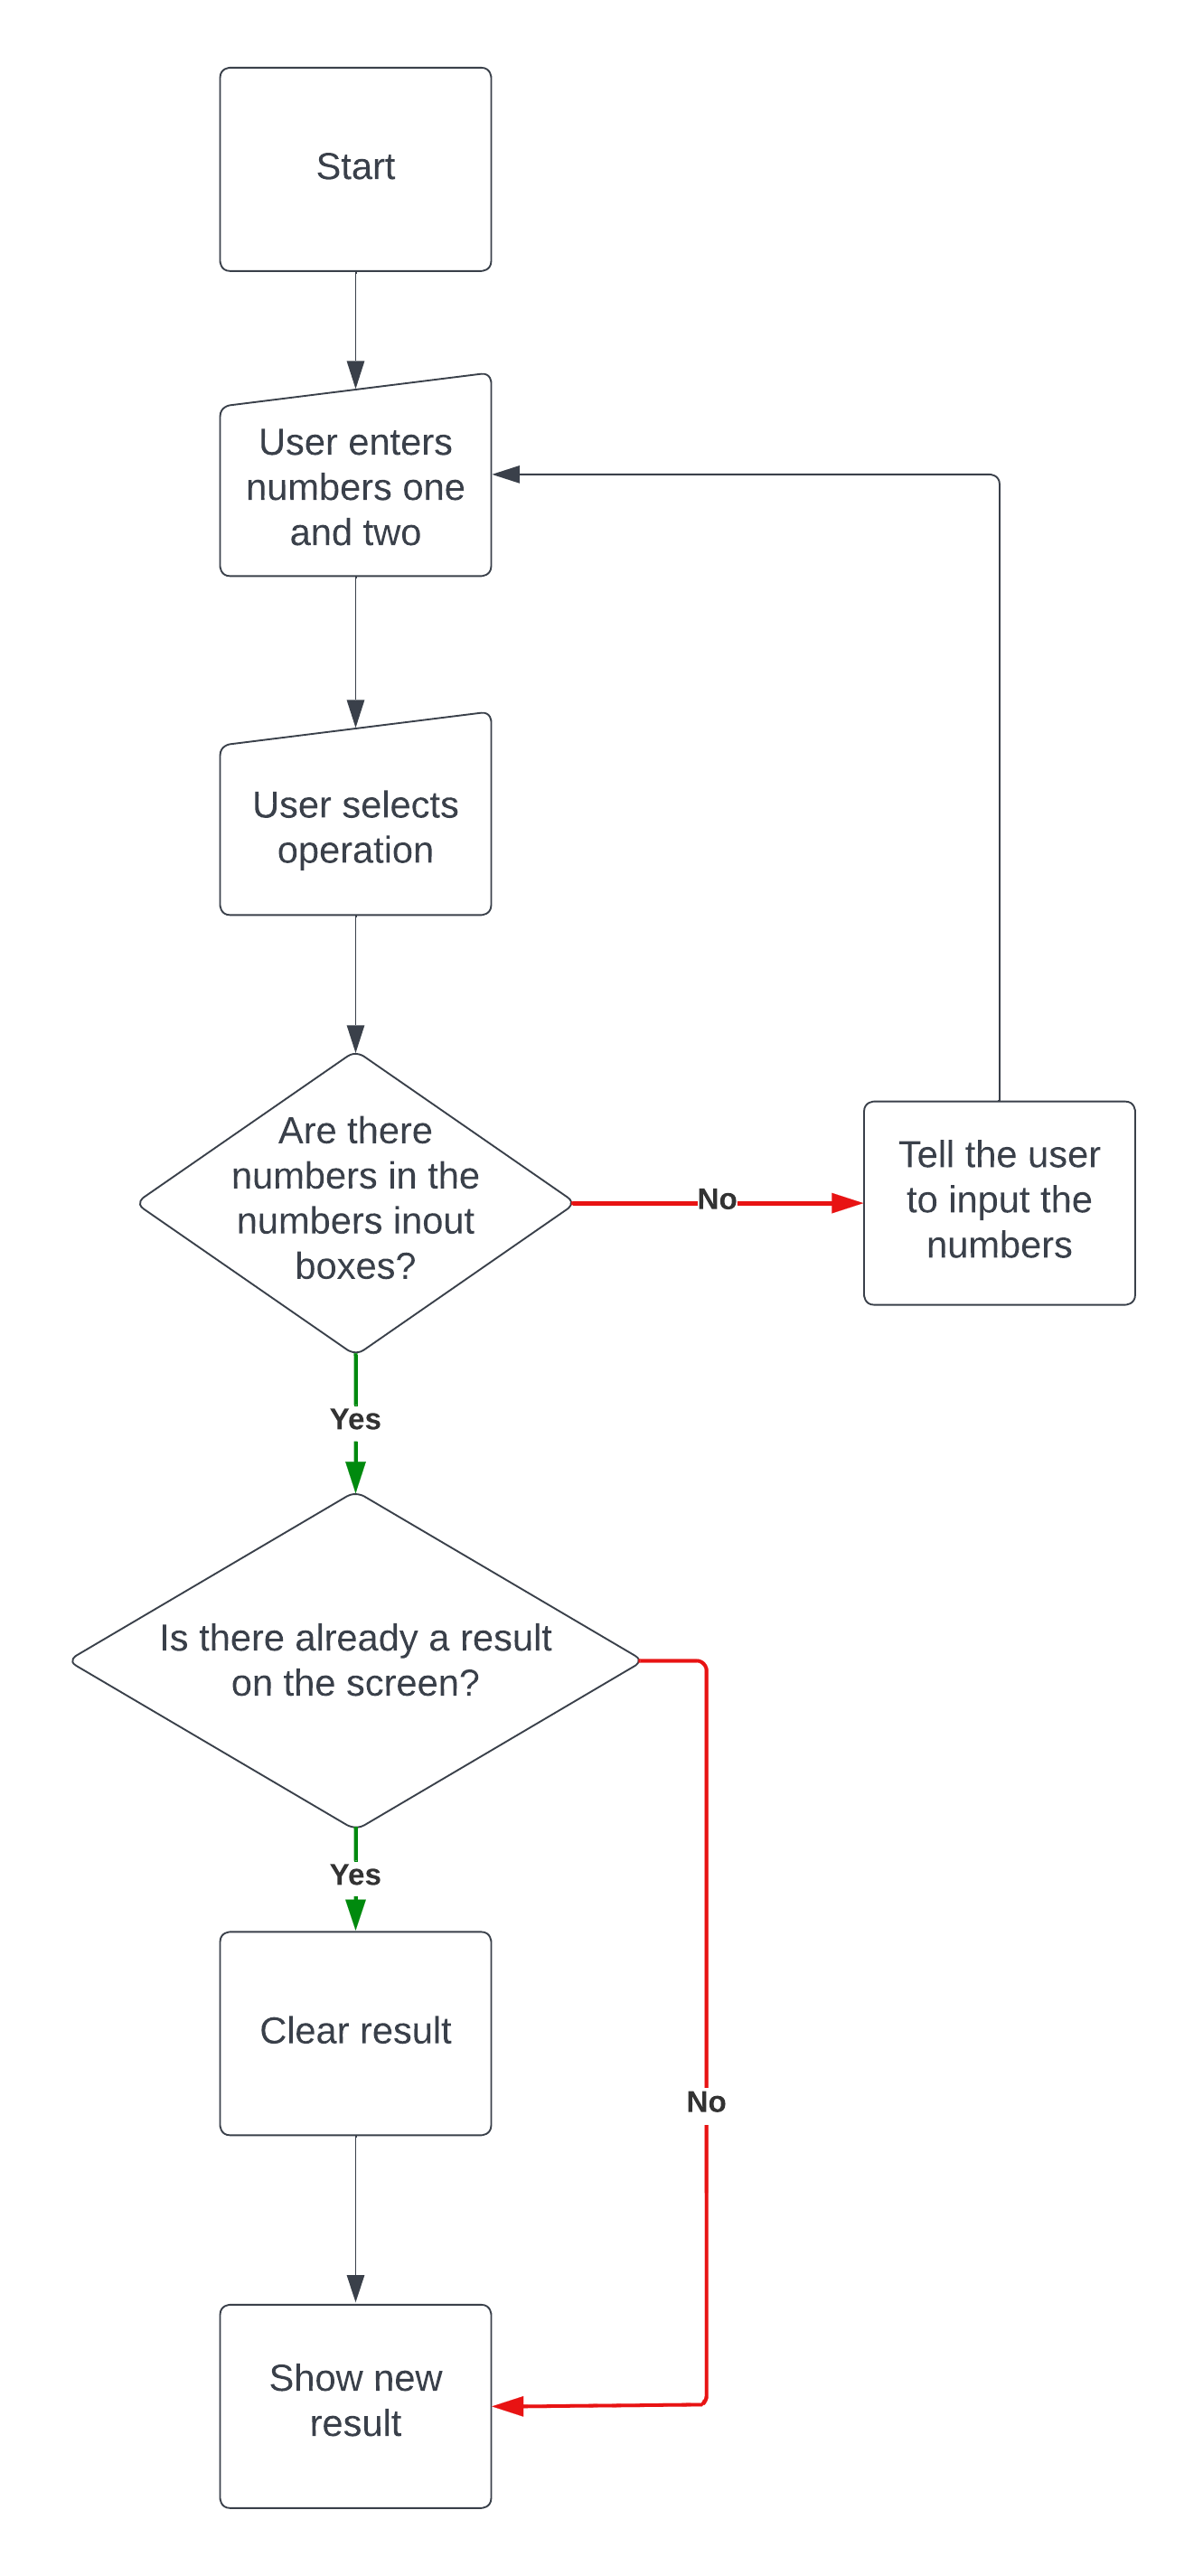 Start
User enters
numbers one
and two
User selects
operation
Are there
numbers in the
numbers inout
boxes?
No
Tell the user
to input the
numbers
Yes
Is there already a result
on the screen?
Yes
Clear result
No
Show new
result